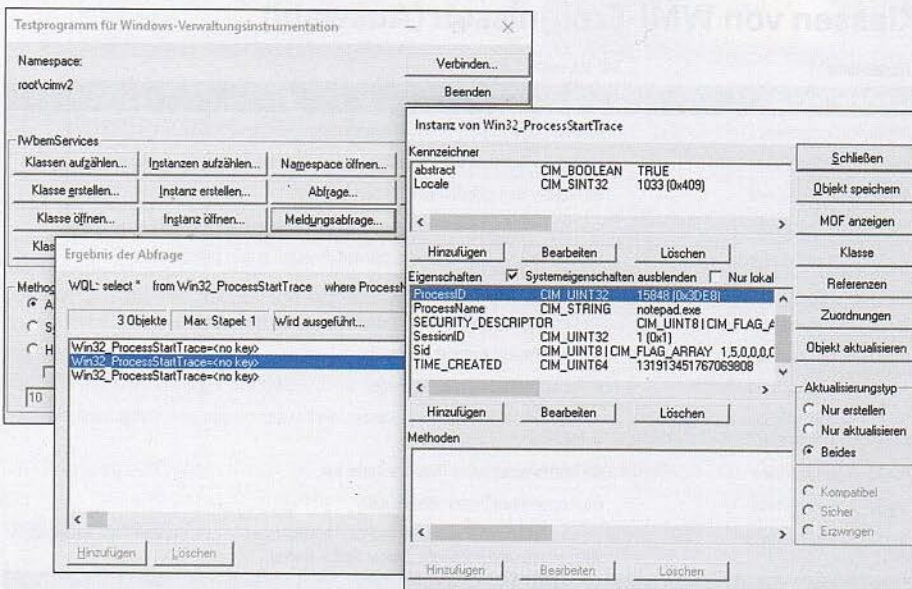 Testprogramm für Windows-Verwaltungsinstrumentation
Namespace:
root\cimv2
Verbinden...
Beenden
IWbemServices
Klassen aufzählen...
Instanzen aufzählen...
Namespace öffnen...
Klasse erstellen...
Instanz erstellen...
Abfrage...
Klasse öffnen...
Instanz öffnen...
Meldungsabfrage...
10
Ergebnis der Abfrage
WQL: select * from Win32_ProcessStartTrace where
3 Objekte
Max. Stapel: 1
Wird ausgeführt...
Win32_ProcessStartTrace=<no key>
Win32_ProcessStartTrace=<no key>
Win32_ProcessStartTrace=<no key>
Hinzufügen
Löschen
Instanz von Win32_ProcessStartTrace
Kennzeichner
abstract CIM_BOOLEAN TRUE
Locale CIM_SINT32 1033 (0x409)
Hinzufügen
Bearbeiten
Löschen
Eigenschaften
Systemeigenschaften ausblenden
Nur lokal
ProcessID CIM_UINT32 15848 (0x3DE8)
ProcessName CIM_STRING notepad.exe
SECURITY_DESCRIPTOR CIM_UINT8 | CIM_FLAG_A
SessionID CIM_UINT32 1 (0x1)
Sid CIM_UINT8 | CIM_FLAG_ARRAY 1,5,0,0,0,
TIME_CREATED CIM_UINT64 131913451767069808
Hinzufügen
Bearbeiten
Löschen
Methoden
Hinzufügen
Bearbeiten
Löschen
Schließen
Objekt speichern
MOF anzeigen
Klasse
Referenzen
Zuordnungen
Objekt aktualisieren
Aktualisierungstyp
Nur erstellen
Nur aktualisieren
Beides
Kompatibel
Sicher
Erzwingen